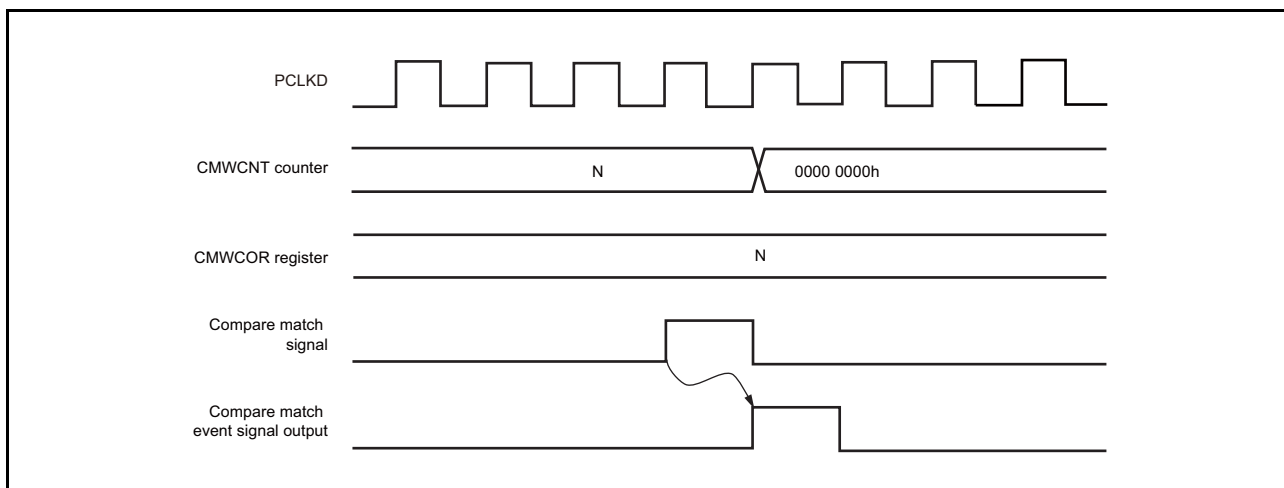 PCLKD
CMWCNT counter
N
0000 0000h
CMWCOR register
N
Compare match
signal
Compare match
event signal output